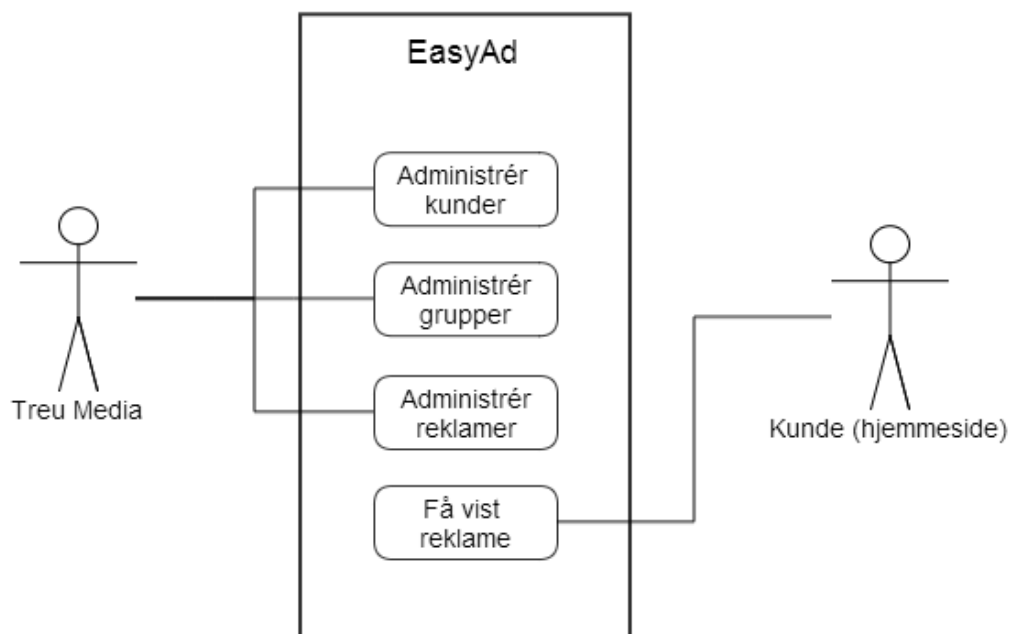 EasyAd
Administrér
kunder
Administrér
grupper
Administrér
reklamer
Få vist
reklame
Treu Media
Kunde (hjemmeside)